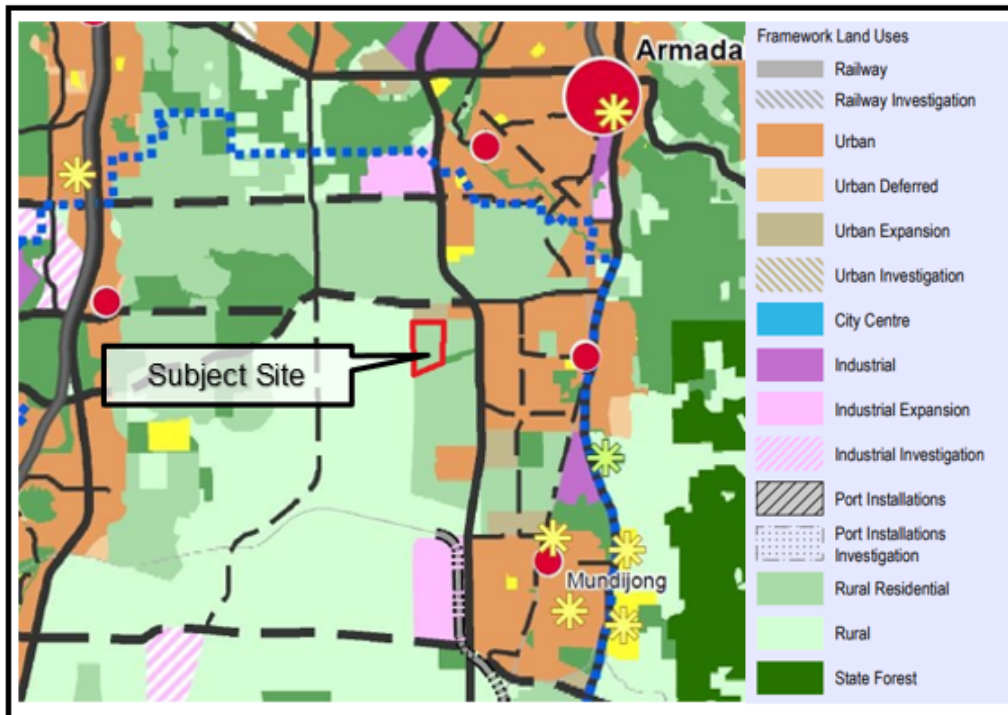 Armada
Subject Site
Mundijong
Framework Land Uses
Railway
Railway Investigation
Urban
Urban Deferred
Urban Expansion
Urban Investigation
City Centre
Industrial
Industrial Expansion
Industrial Investigation
Port Installations
Port Installations
Investigation
Rural Residential
Rural
State Forest